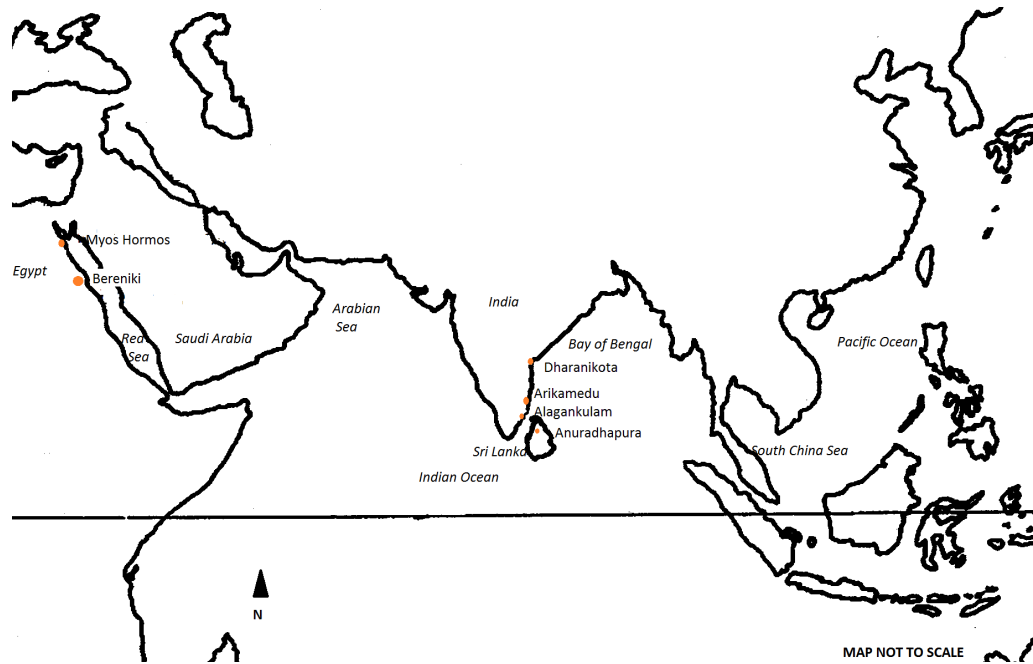 Myos Hormos
Egypt
Bereniki
Red
Sea
Saudi Arabia
Arabian
Sea
India
Bay of Bengal
Pacific Ocean
Dharanikota
Arikamedu
Alagankulam
Anuradhapura
Sri Lanka
South China Sea
Indian Ocean
N
MAP NOT TO SCALE